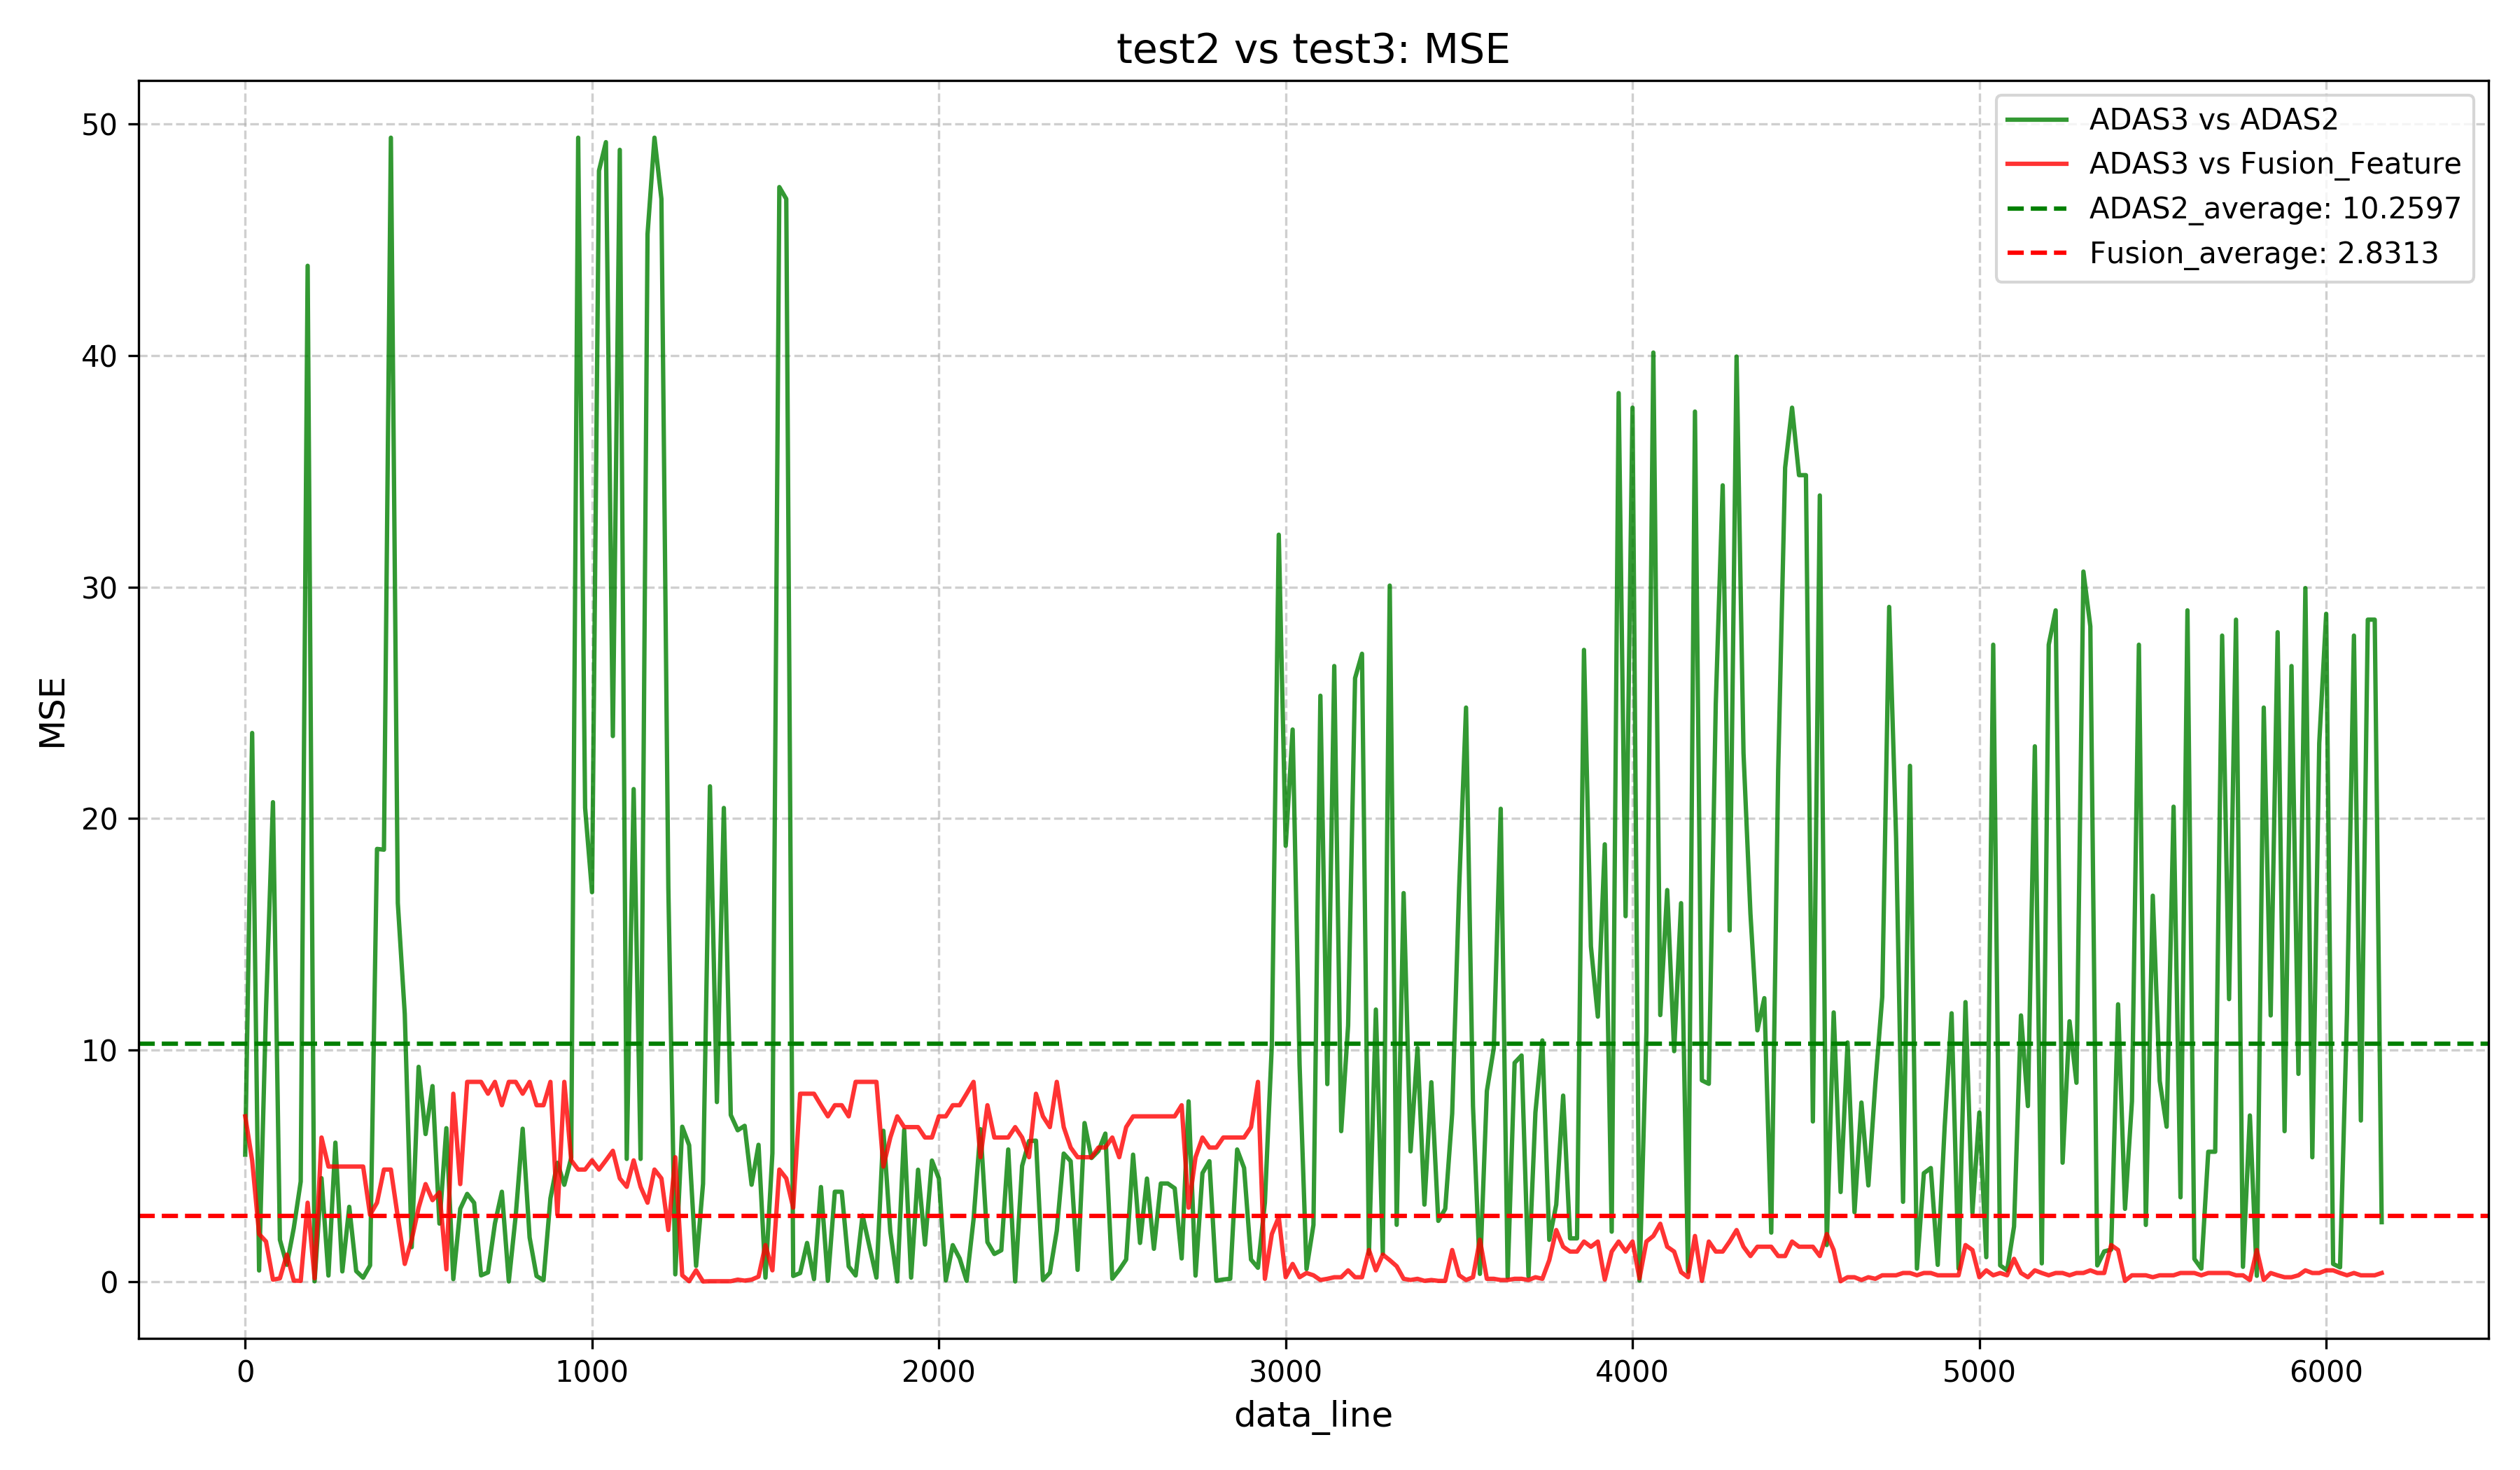 test2 vs test3: MSE
ADAS3 vs ADAS2
ADAS3 vs Fusion_Feature
ADAS2_average: 10.2597
Fusion_average: 2.8313
MSE
50
40
30
20
10
0
0 1000 2000 3000 4000 5000 6000
data_line